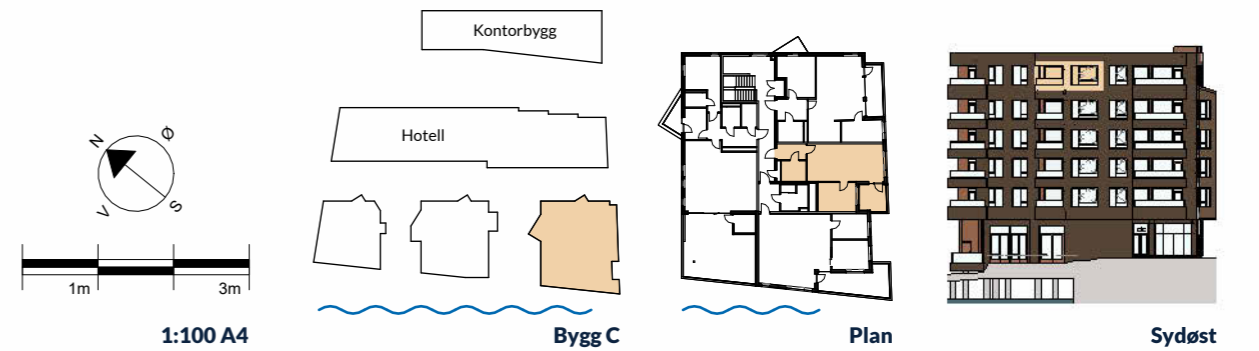 Kontorbygg
Hotell
N
Ø
V
S
1m
3m
1:100 A4
Bygg C
Plan
Sydøst